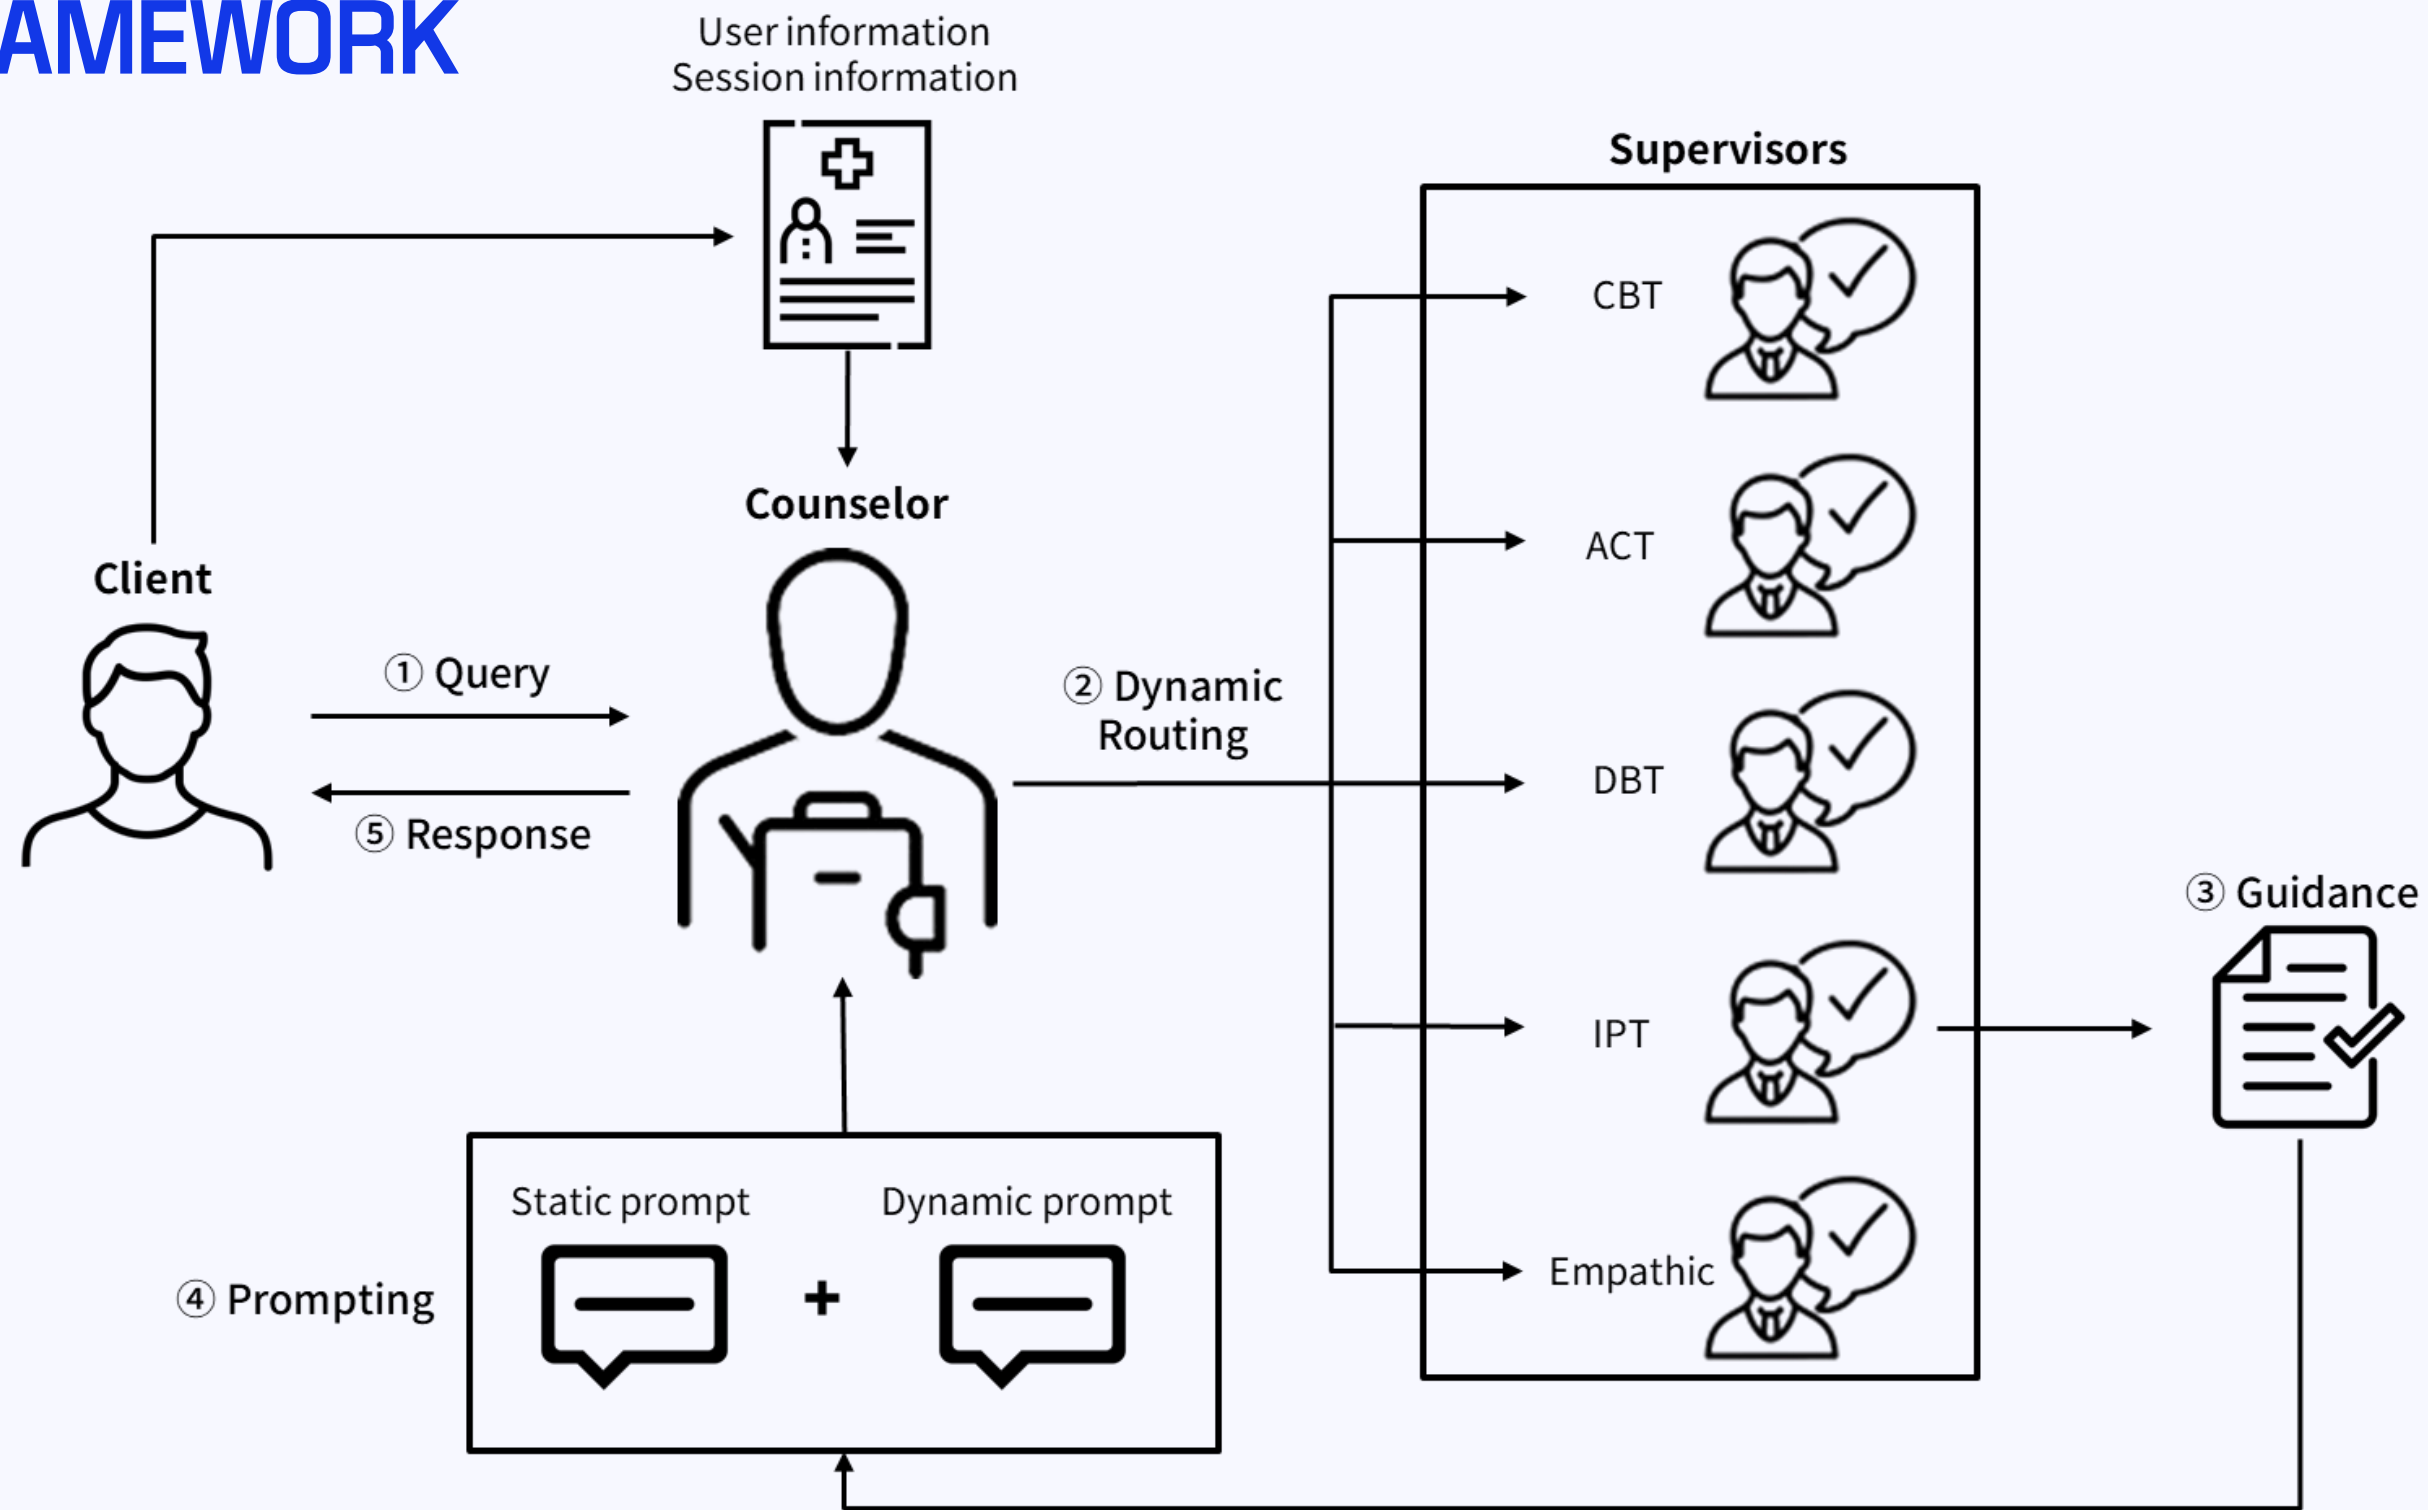 AMEWORK
User information
Session information
Supervisors
CBT
Counselor
ACT
Client
① Query
② Dynamic
Routing
DBT
⑤ Response
③ Guidance
IPT
Static prompt
Dynamic prompt
④ Prompting
+
Empathic